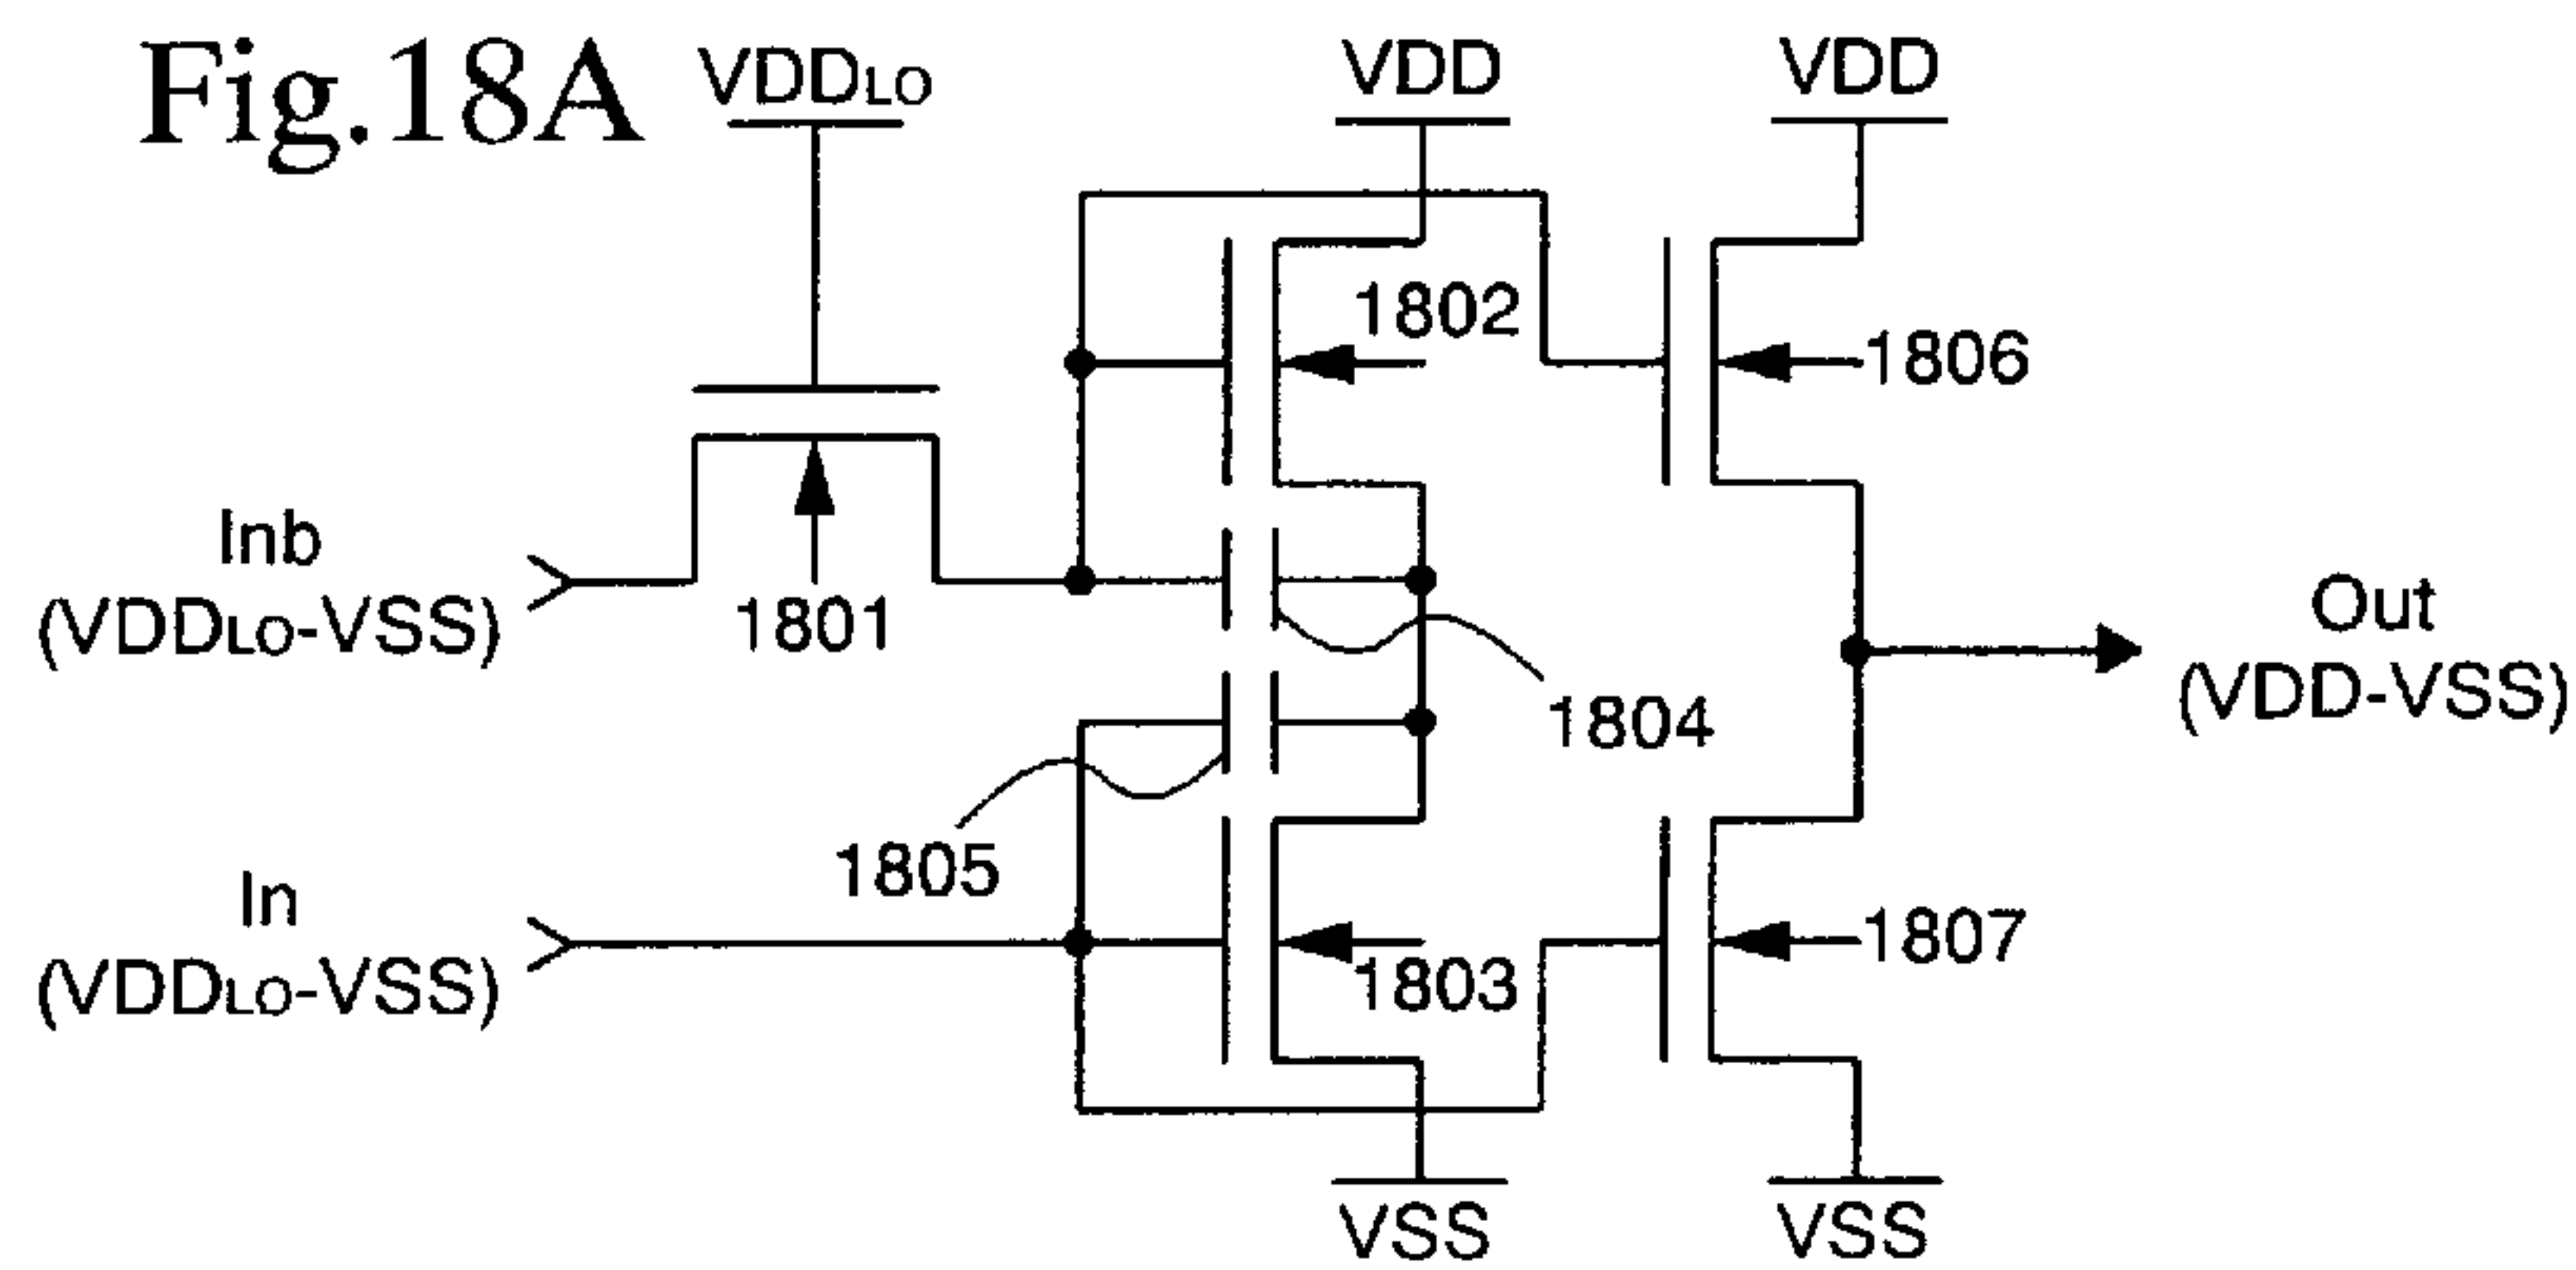 Fig.18A
VDDLO
VDD
VDD
1802
1806
Inb
(VDDLO-VSS)
1801
1804
Out
(VDD-VSS)
1805
In
(VDDLO-VSS)
1803
1807
VSS
VSS